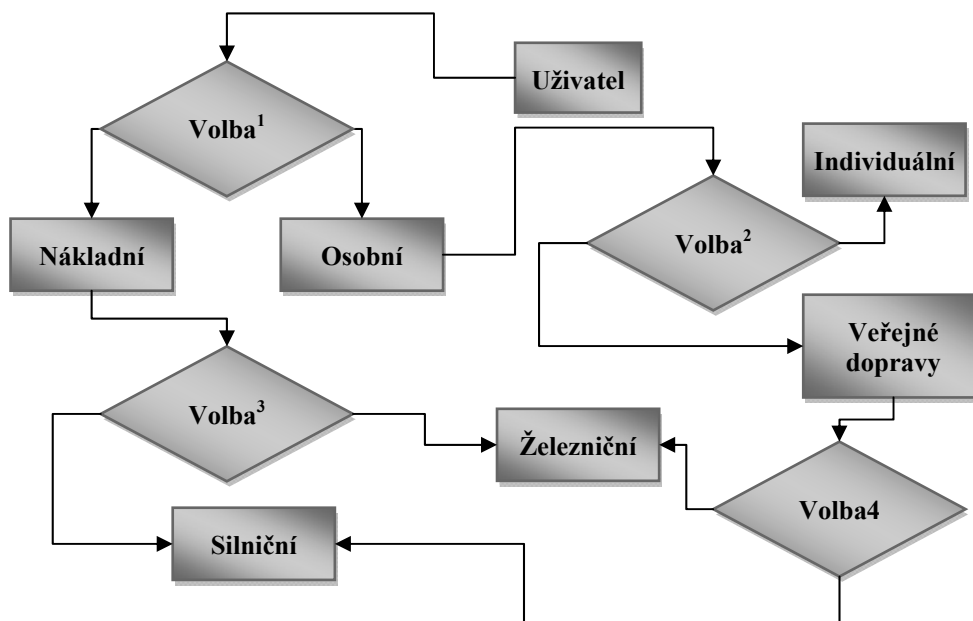 Uživatel
Volba¹
Individuální
Nákladní
Osobní
Volba²
Veřejné
dopravy
Volba³
Železniční
Volba4
Silniční